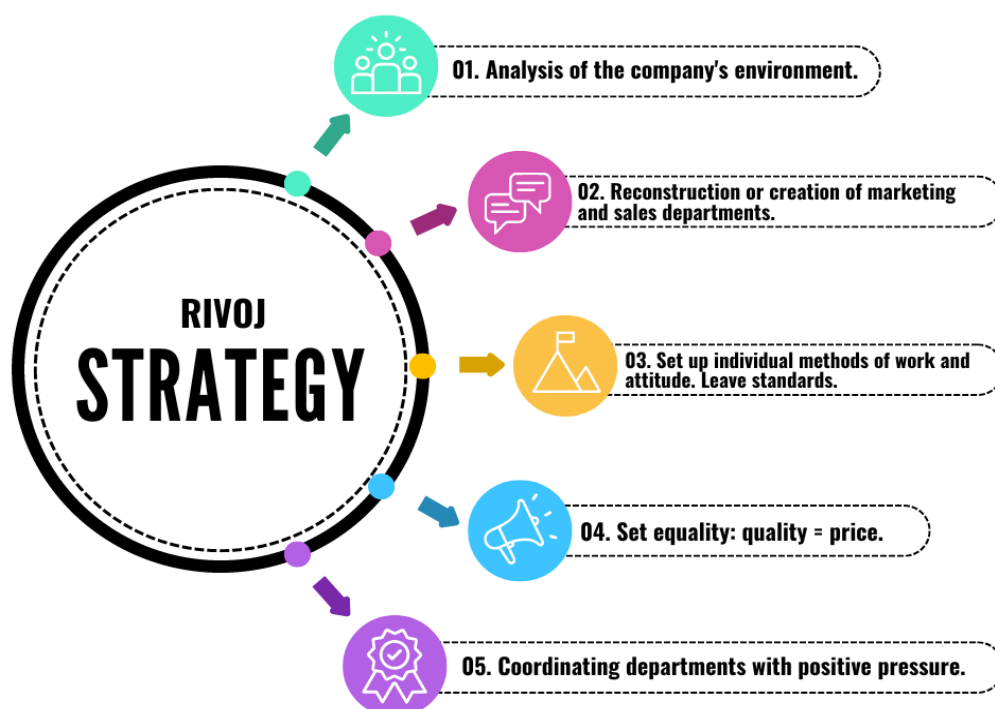 01. Analysis of the company's environment.
02. Reconstruction or creation of marketing
and sales departments.
RIVOJ
STRATEGY
03. Set up individual methods of work and
attitude. Leave standards.
04. Set equality: quality = price.
05. Coordinating departments with positive pressure.